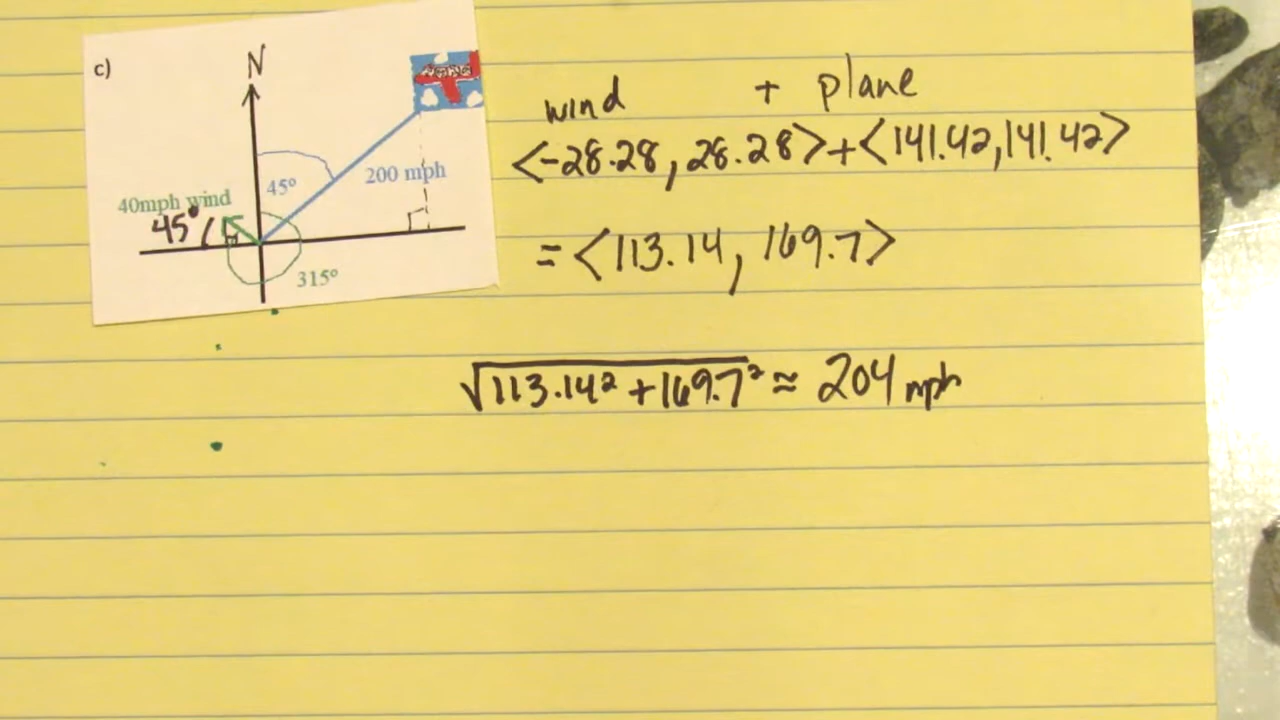 c)
N
45°
200 mph
40mph wind
45°
315°
wind + plane
<-28.28, 28.28>+<141.42,141.42>
= <113.14, 169.7>
√113.14² + 169.7² ≈ 204 mph